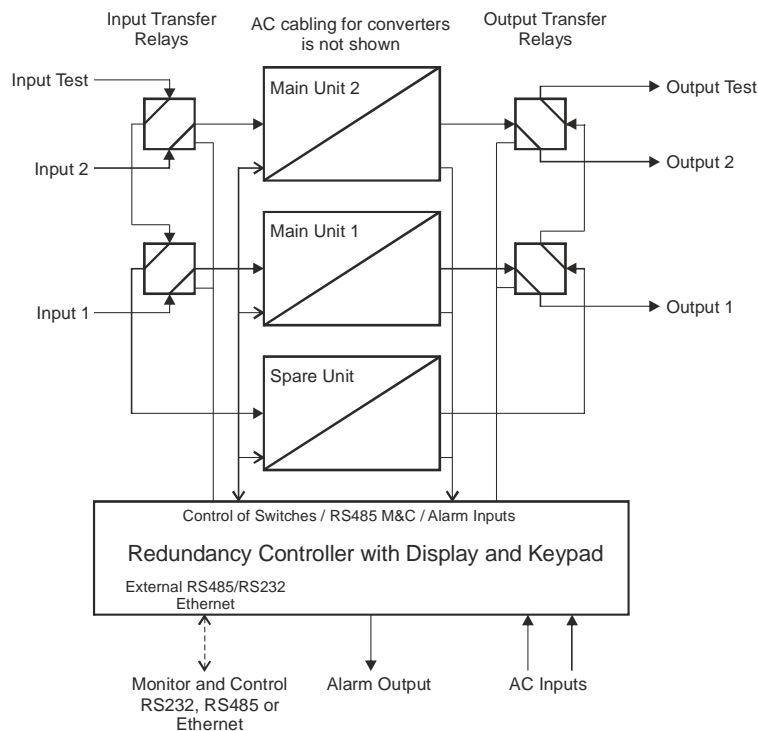 Input Transfer
Relays
AC cabling for converters
is not shown
Output Transfer
Relays
Input Test
Main Unit 2
Output Test
Input 2
Output 2
Main Unit 1
Input 1
Output 1
Spare Unit
Control of Switches / RS485 M&C / Alarm Inputs
Redundancy Controller with Display and Keypad
External RS485/RS232
Ethernet
Monitor and Control
RS232, RS485 or
Ethernet
Alarm Output
AC Inputs